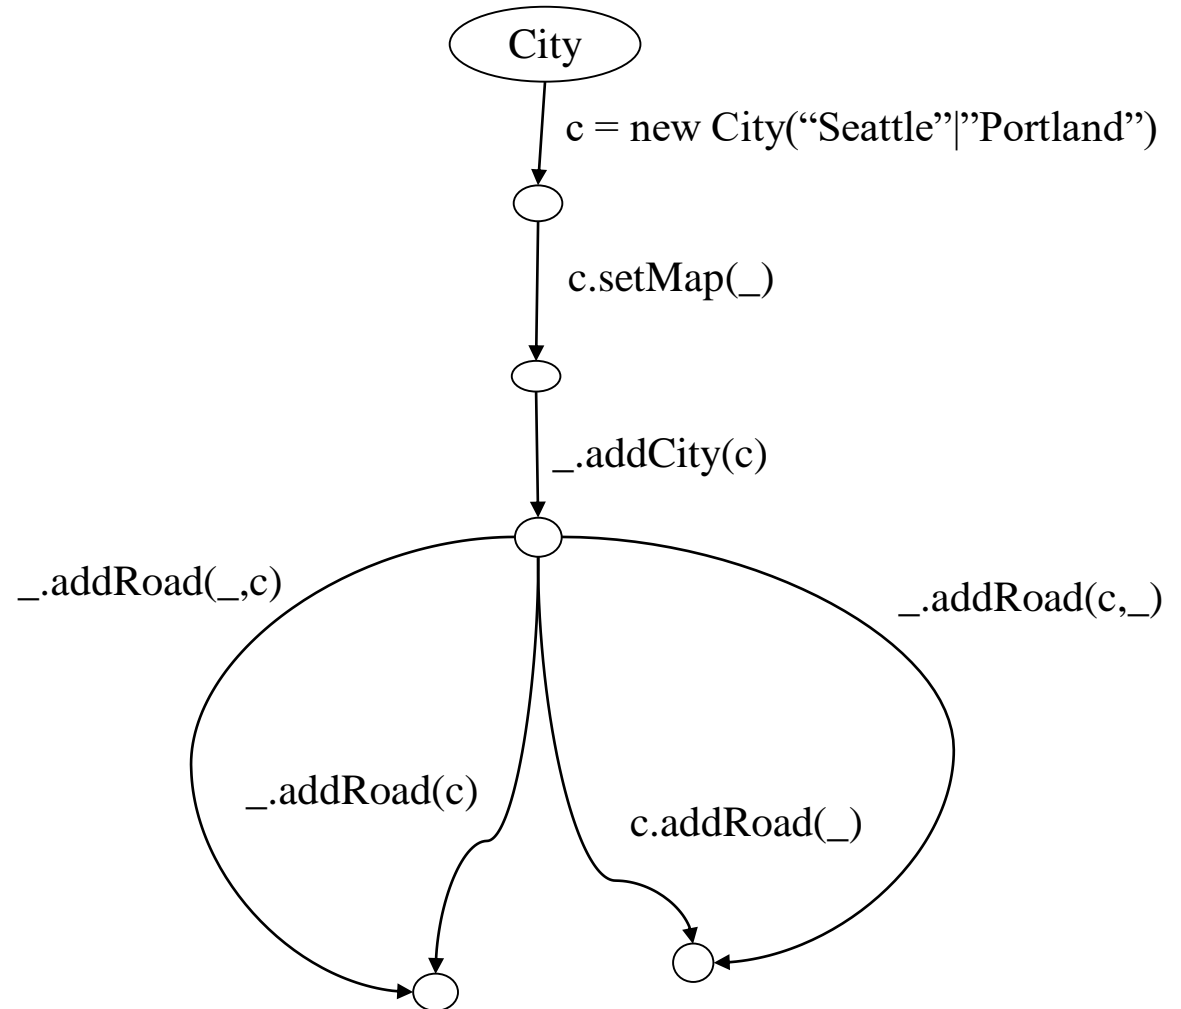 City
c = new City(“Seattle”|”Portland”)
c.setMap(_)
_.addCity(c)
_.addRoad(_,c)
_.addRoad(c,_)
_.addRoad(c)
c.addRoad(_)